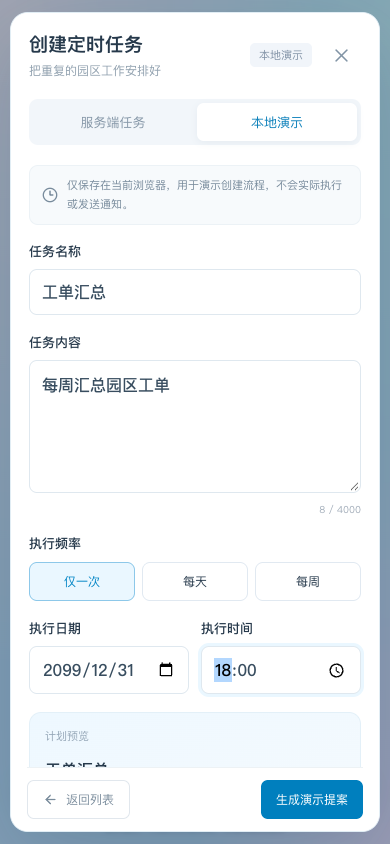 创建定时任务
本地演示
把重复的园区工作安排好
服务端任务
本地演示
仅保存在当前浏览器，用于演示创建流程，不会实际执行
或发送通知。
任务名称
工单汇总
任务内容
每周汇总园区工单
8 / 4000
执行频率
仅一次
每天
每周
执行日期
执行时间
2099/12/31
18:00
计划预览
工单汇总
返回列表
生成演示提案